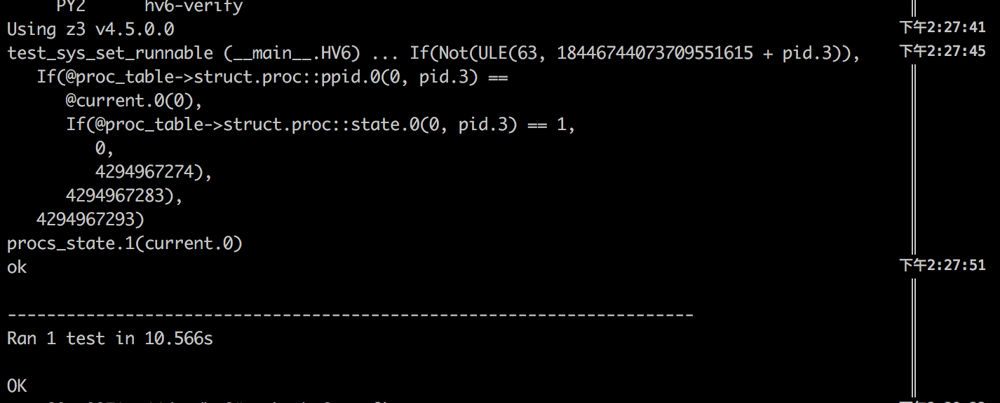 PY2 hv6-verify
Using z3 v4.5.0.0 下午2:27:41
test_sys_set_runnable (__main__.HV6) ... If(Not(ULE(63, 18446744073709551615 + pid.3)), 下午2:27:45
If(@proc_table->struct.proc::ppid.0(0, pid.3) ==
@current.0(0),
If(@proc_table->struct.proc::state.0(0, pid.3) == 1,
0,
4294967274),
4294967283),
4294967293)
procs_state.1(current.0)
ok 下午2:27:51
----------------------------------------------------------------------
Ran 1 test in 10.566s
OK